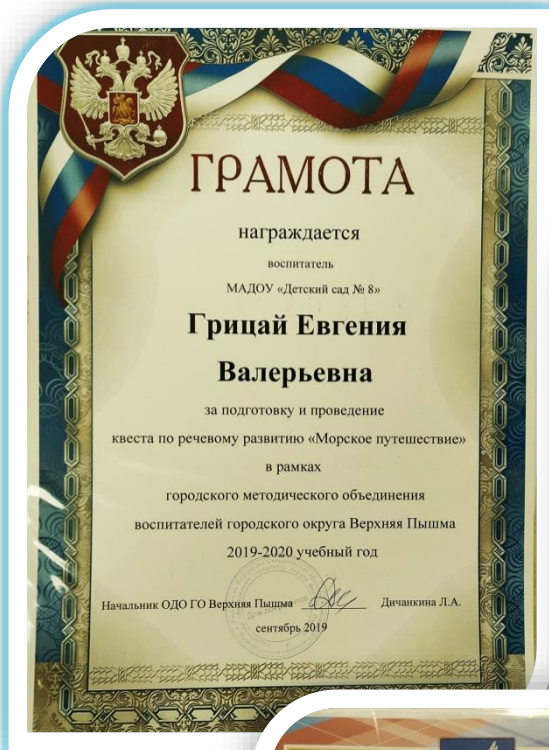 ГРАМОТА
награждается
воспитатель
МАДОУ «Детский сад № 8»
Грицай Евгения
Валерьевна
за подготовку и проведение
квеста по речевому развитию «Морское путешествие»
в рамках
городского методического объединения
воспитателей городского округа Верхняя Пышма
2019-2020 учебный год
Начальник ОДО ГО Верхняя Пышма Дичанкина Л.А.
сентябрь 2019